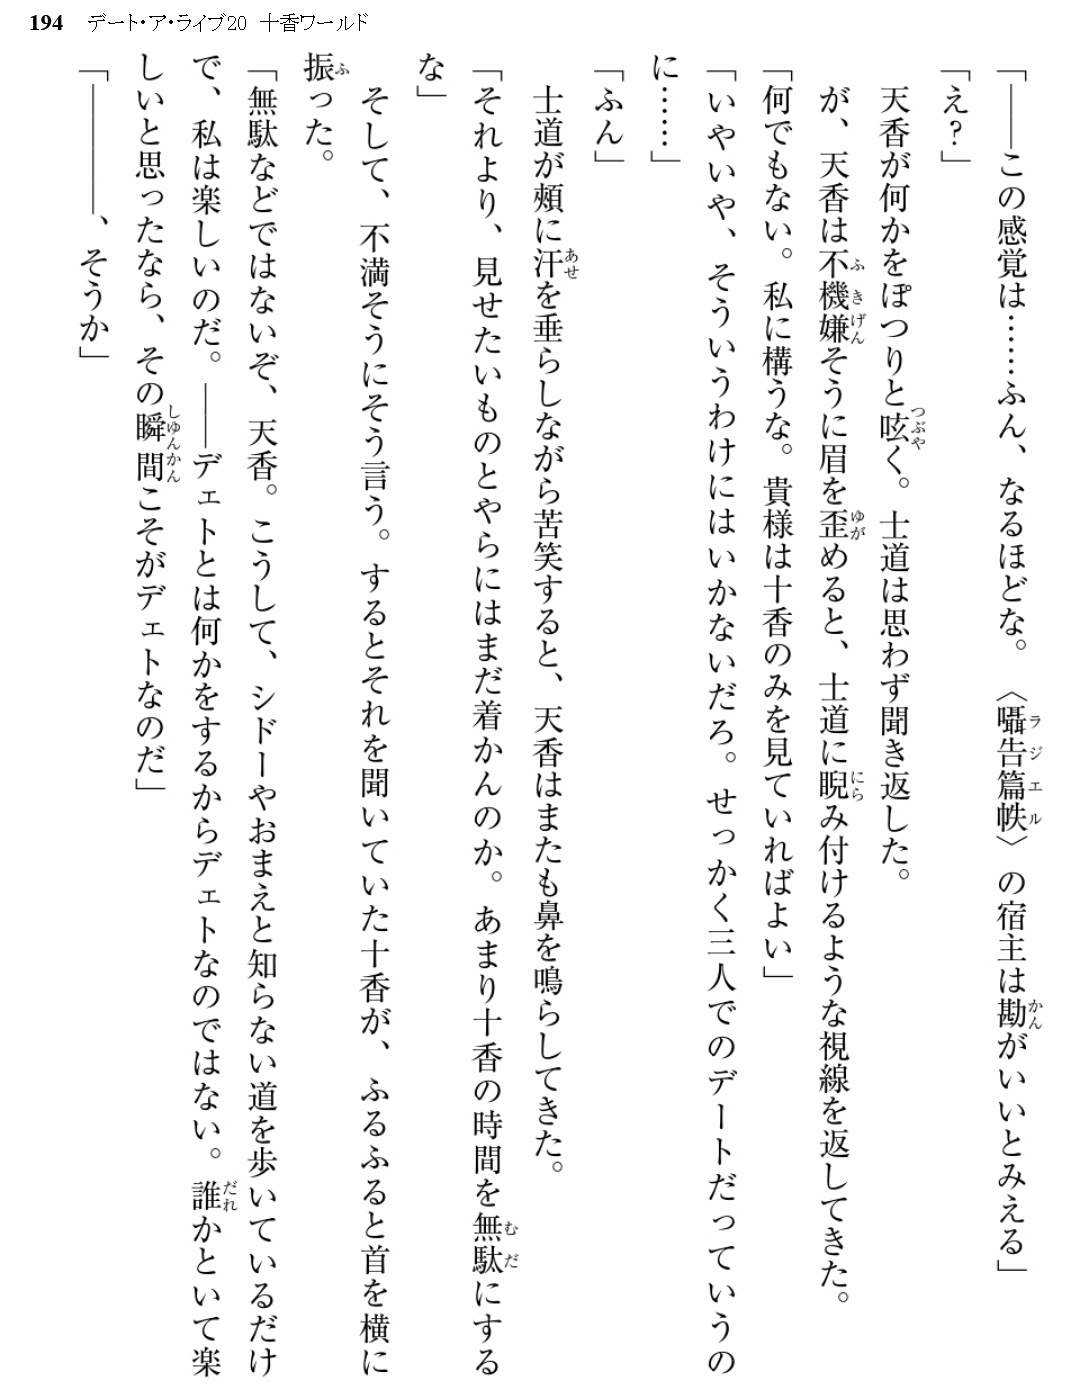 194 デート・ア・ライブ20 十香ワールド
「――この感覚は……ふん、なるほどな。〈囁告篇帙〉の宿主は勘がいいとみえる」
「え？」
　天香が何かをぽつりと呟く。士道は思わず聞き返した。
　が、天香は不機嫌そうに眉を歪めると、士道に睨み付けるような視線を返してきた。
「何でもない。私に構うな。貴様は十香のみを見ていればよい」
「いやいや、そういうわけにはいかないだろ。せっかく三人でのデートだっていうの
に……」
「ふん」
　士道が頰に汗を垂らしながら苦笑すると、天香はまたも鼻を鳴らしてきた。
「それより、見せたいものとやらにはまだ着かんのか。あまり十香の時間を無駄にする
な」
　そして、不満そうにそう言う。するとそれを聞いていた十香が、ふるふると首を横に
振った。
「無駄などではないぞ、天香。こうして、シドーやおまえと知らない道を歩いているだけ
で、私は楽しいのだ。――デェトとは何かをするからデェトなのではない。誰かといて楽
しいと思ったなら、その瞬間こそがデェトなのだ」
「――――、そうか」